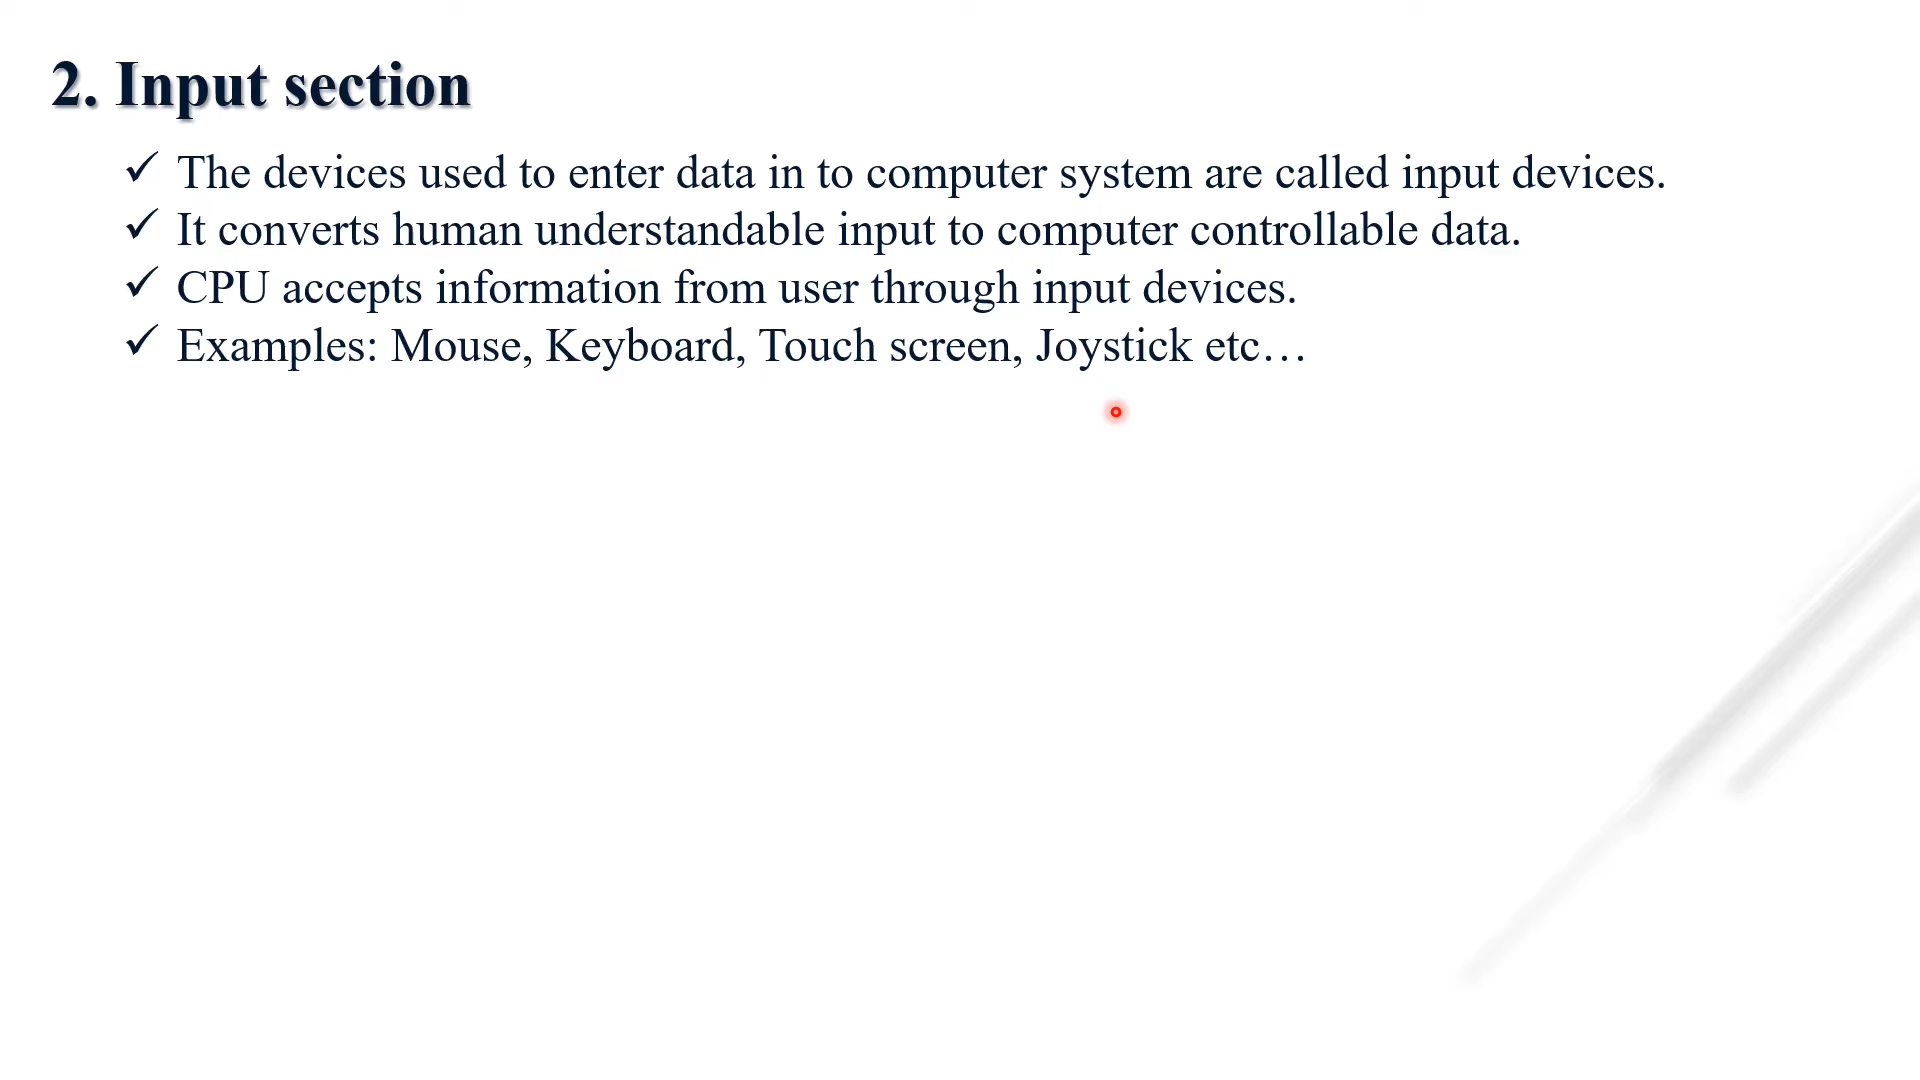 2. Input section
✓ The devices used to enter data in to computer system are called input devices.
✓ It converts human understandable input to computer controllable data.
✓ CPU accepts information from user through input devices.
✓ Examples: Mouse, Keyboard, Touch screen, Joystick etc…